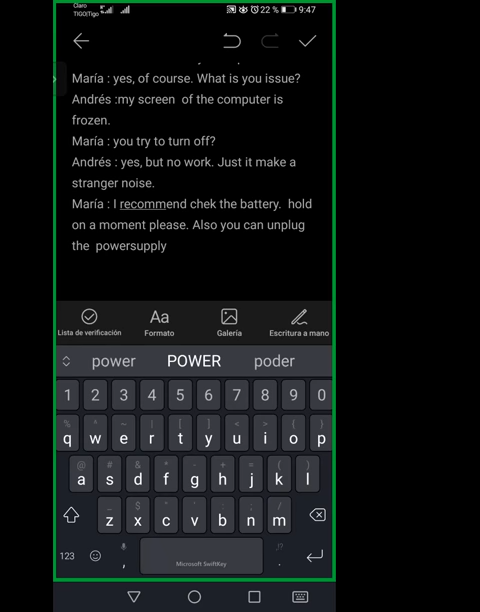 Claro
TIGO|Tigo
22 %
9:47
María : yes, of course. What is you issue?
Andrés :my screen of the computer is
frozen.
María : you try to turn off?
Andrés : yes, but no work. Just it make a
stranger noise.
María : I recommend chek the battery. hold
on a moment please. Also you can unplug
the powersupply
Lista de verificación Formato Galería Escritura a mano
power POWER poder
1 2 3 4 5 6 7 8 9 0
% ^ ~ | [ ] < > { }
q w e r t y u i o p
@ # & * - + = ( )
a s d f g h j k l
_ $ " ' : ; /
z x c v b n m
123 , Microsoft SwiftKey ,!? .